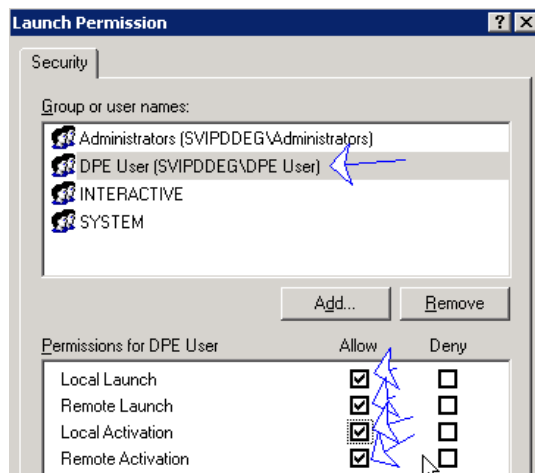 Launch Permission
Security
Group or user names:
Administrators (SVIPDDEG\Administrators)
DPE User (SVIPDDEG\DPE User)
INTERACTIVE
SYSTEM
Add... Remove
Permissions for DPE User Allow Deny
Local Launch
Remote Launch
Local Activation
Remote Activation